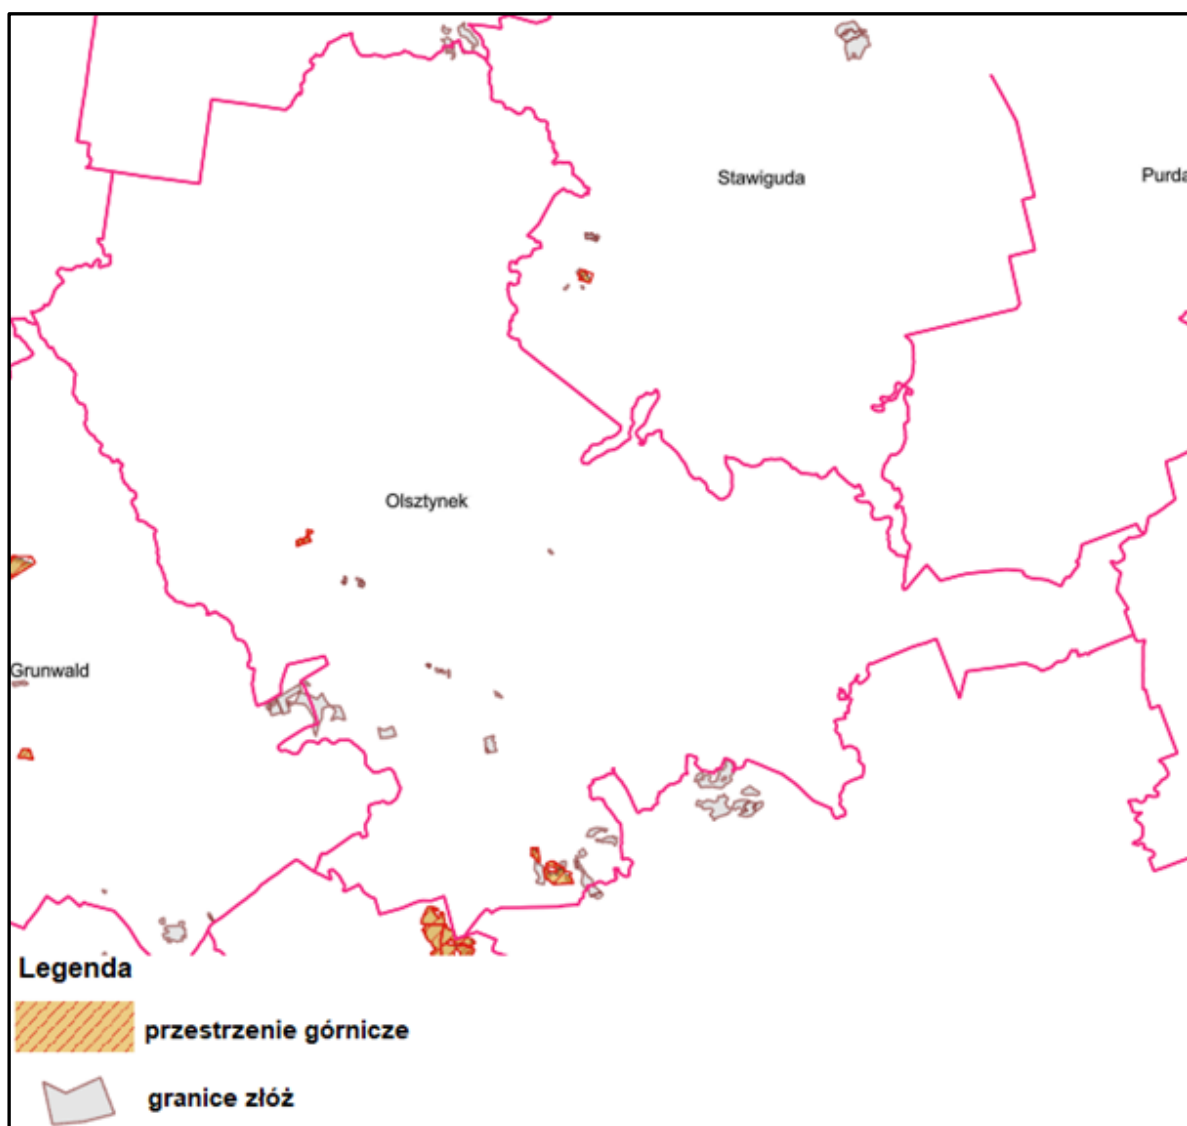 Stawiguda
Purda
Olsztynek
Grunwald
Legenda
przestrzenie górnicze
granice złóż